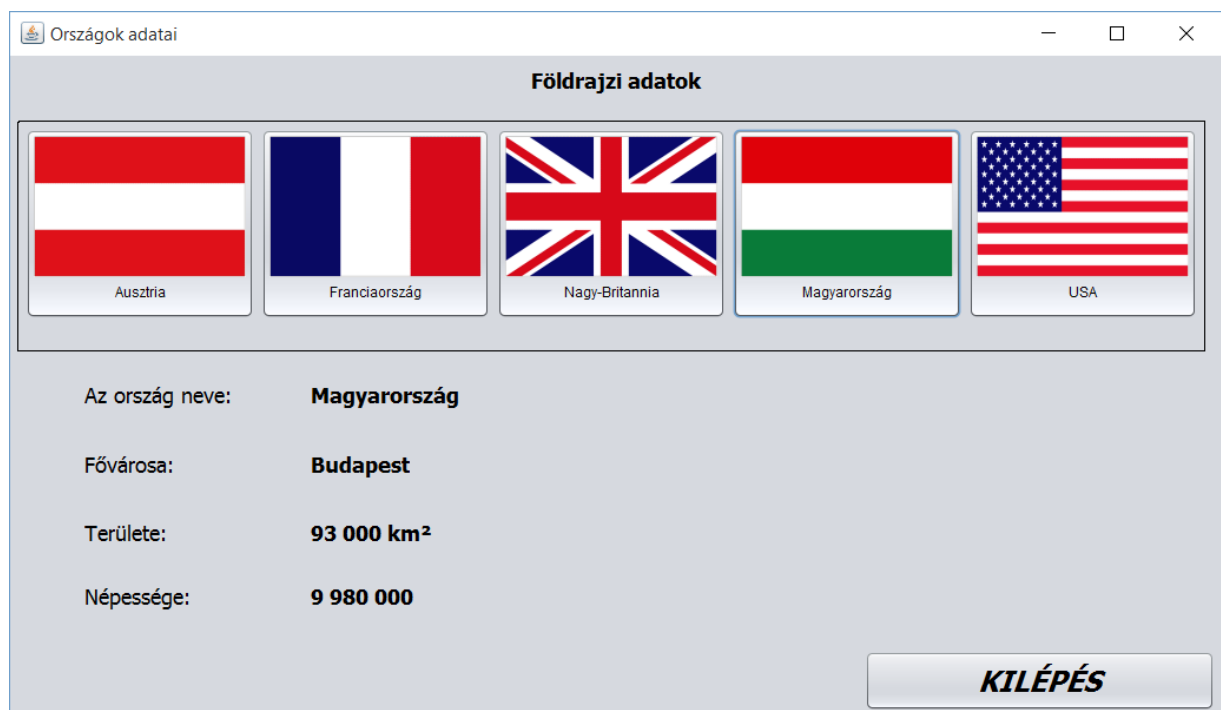 Országok adatai
Földrajzi adatok
Ausztria
Franciaország
Nagy-Britannia
Magyarország
USA
Az ország neve: Magyarország
Fővárosa: Budapest
Területe: 93 000 km²
Népessége: 9 980 000
KILÉPÉS